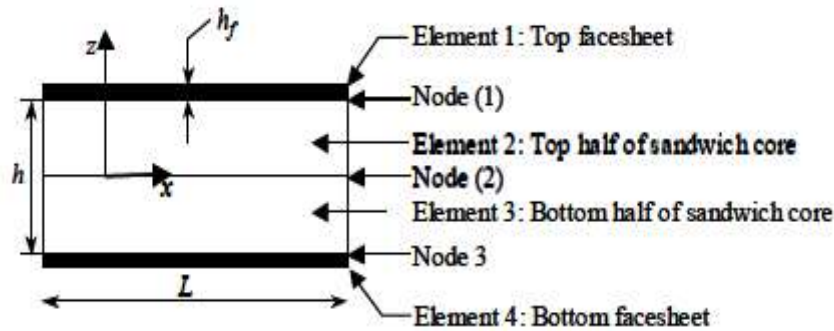 h_f
z
Element 1: Top facesheet
Node (1)
Element 2: Top half of sandwich core
h
Node (2)
x
Element 3: Bottom half of sandwich core
Node 3
L
Element 4: Bottom facesheet